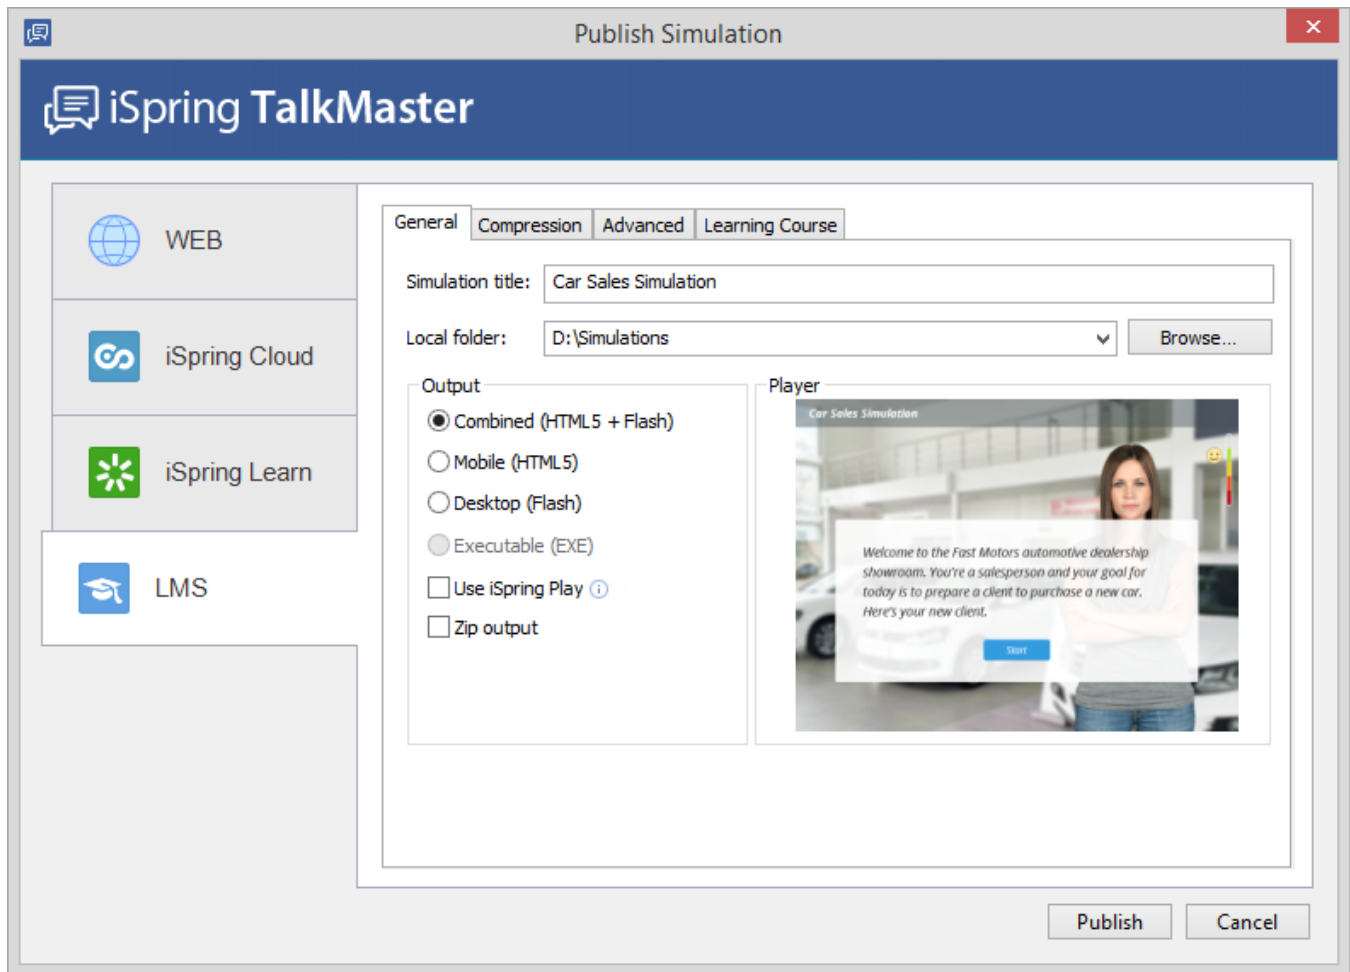 Publish Simulation
iSpring TalkMaster
WEB
iSpring Cloud
iSpring Learn
LMS
General Compression Advanced Learning Course
Simulation title: Car Sales Simulation
Local folder: D:\Simulations Browse...
Output
Combined (HTML5 + Flash)
Mobile (HTML5)
Desktop (Flash)
Executable (EXE)
Use iSpring Play
Zip output
Player
Car Sales Simulation
Welcome to the Fast Motors automotive dealership
showroom. You're a salesperson and your goal for
today is to prepare a client to purchase a new car.
Here's your new client.
Start
Publish Cancel